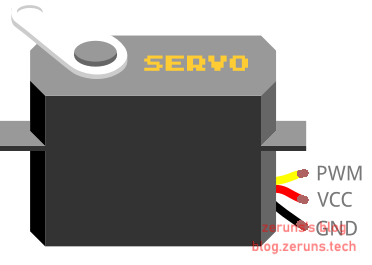 SERVO
PWM
VCC
GND
zeruns's Blog
blog.zeruns.tech